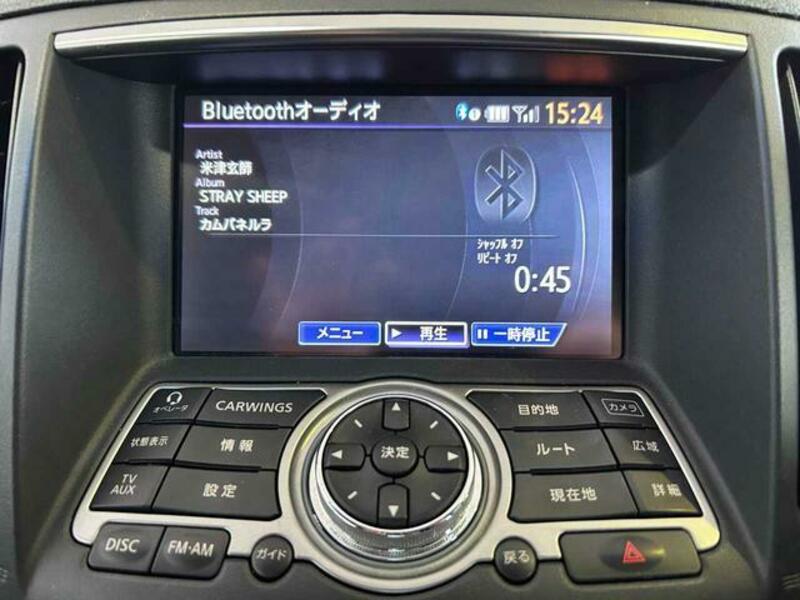 Bluetoothオーディオ 15:24
Artist
米津玄師
Album
STRAY SHEEP
Track
カムパネルラ
シャッフル オフ
リピート オフ
0:45
メニュー 再生 一時停止
オペレータ CARWINGS 目的地 カメラ
状態表示 情報 決定 ルート 広域
TV
AUX 設定 現在地 詳細
DISC FM·AM ガイド 戻る